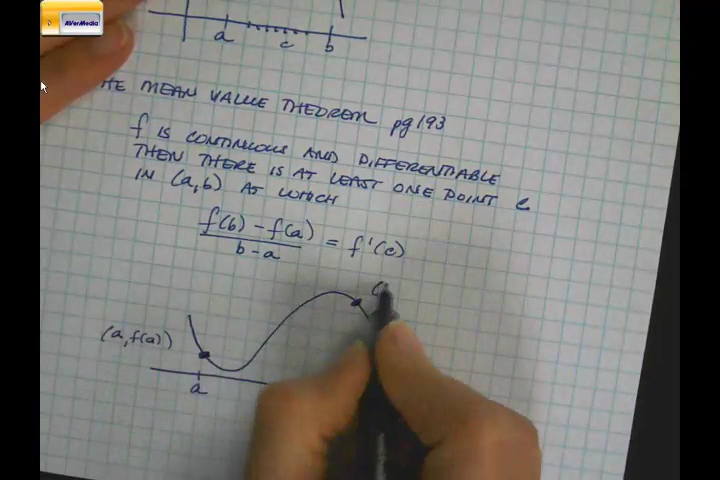 AVerMedia
a c b
HE MEAN VALUE THEOREM pg 193
f IS CONTINUOUS AND DIFFERENTIABLE
THEN THERE IS AT LEAST ONE POINT c
IN (a,b) AT WHICH
f(b) - f(a)
b - a
= f'(c)
(
(a,f(a))
a